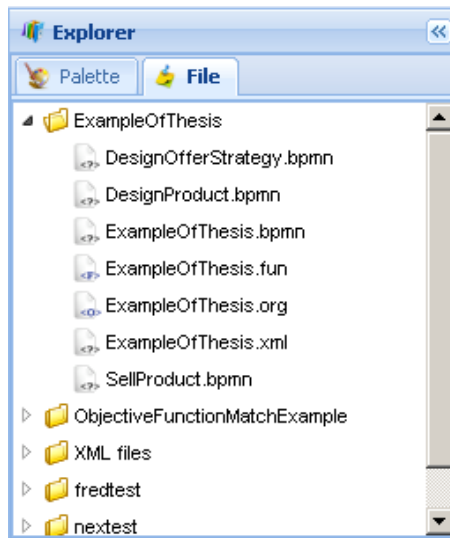 Explorer
Palette File
ExampleOfThesis
DesignOfferStrategy.bpmn
DesignProduct.bpmn
ExampleOfThesis.bpmn
ExampleOfThesis.fun
ExampleOfThesis.org
ExampleOfThesis.xml
SellProduct.bpmn
ObjectiveFunctionMatchExample
XML files
fredtest
nextest